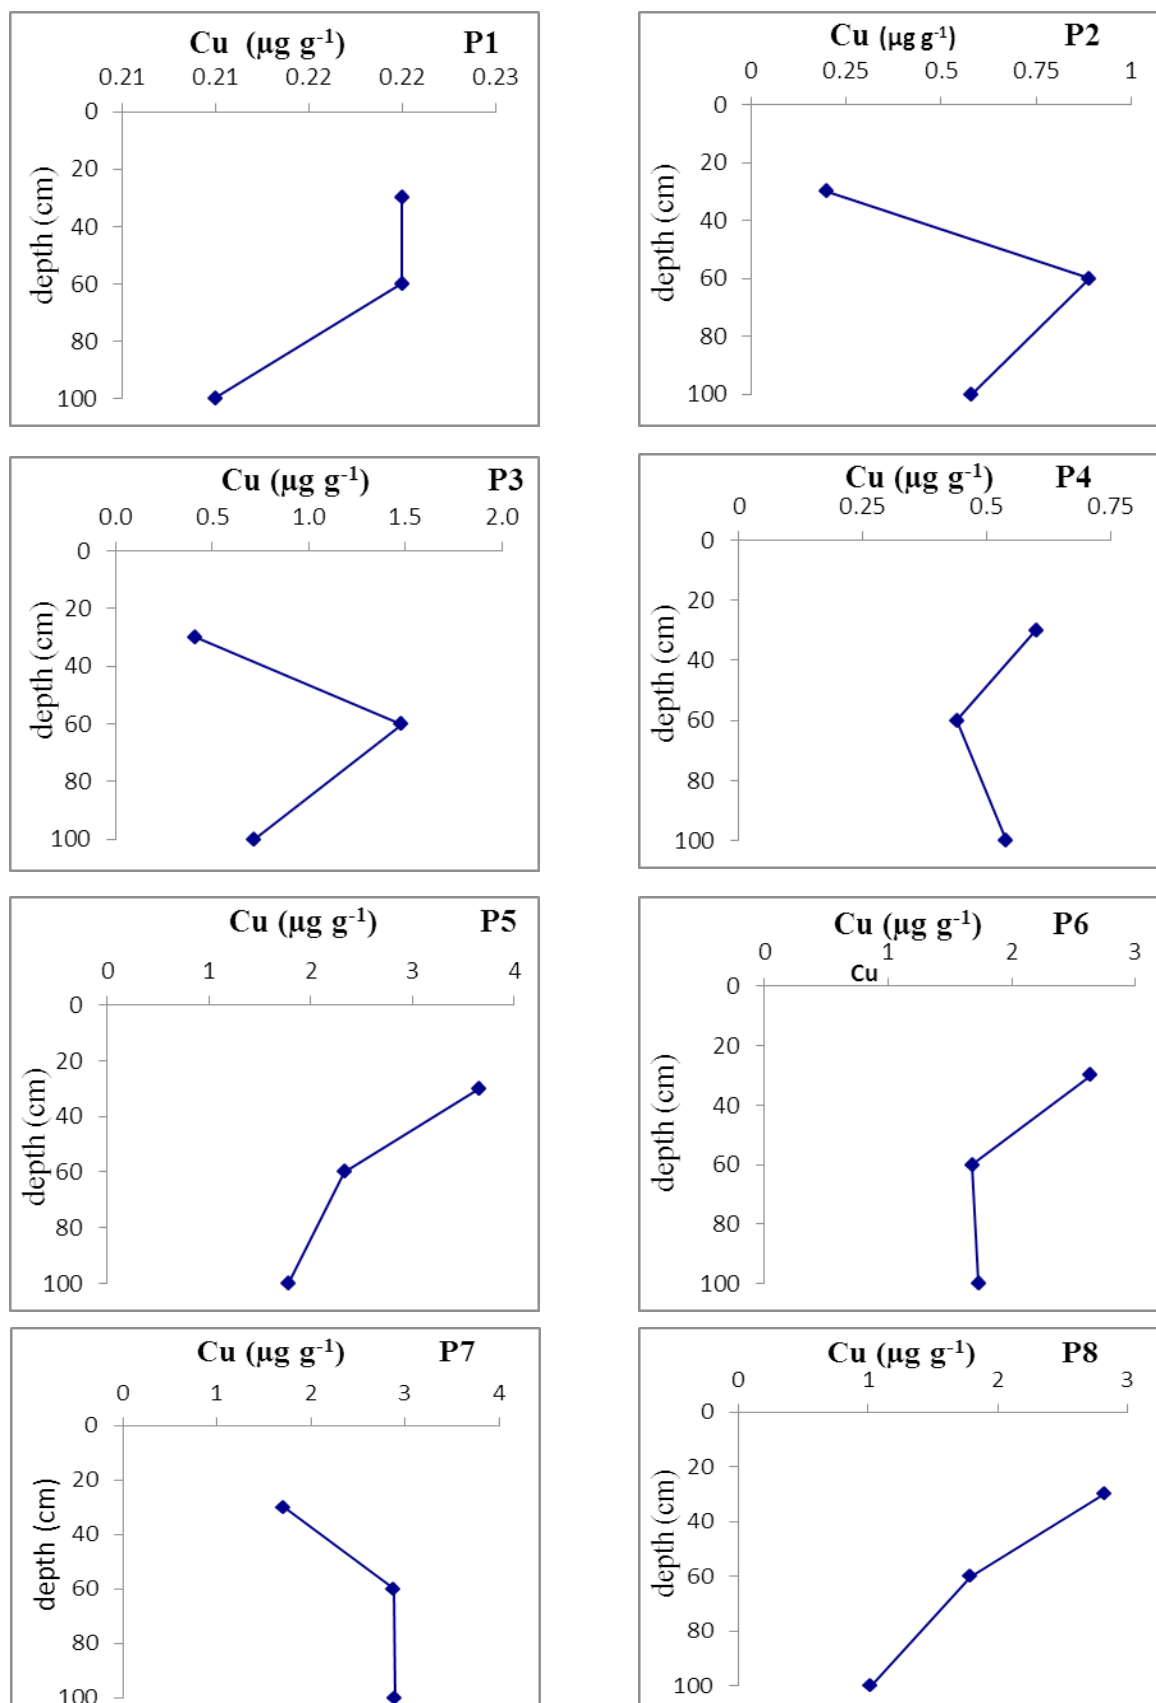 Cu (µg g-1) P1
0.21 0.21 0.22 0.22 0.23
0
20
40
60
80
100
depth (cm)
Cu (µg g-1) P2
0 0.25 0.5 0.75 1
0
20
40
60
80
100
depth (cm)
Cu (µg g-1) P3
0.0 0.5 1.0 1.5 2.0
0
20
40
60
80
100
depth (cm)
Cu (µg g-1) P4
0 0.25 0.5 0.75
0
20
40
60
80
100
depth (cm)
Cu (µg g-1) P5
0 1 2 3 4
0
20
40
60
80
100
depth (cm)
Cu (µg g-1) P6
0 1 2 3
Cu
0
20
40
60
80
100
depth (cm)
Cu (µg g-1) P7
0 1 2 3 4
0
20
40
60
80
100
depth (cm)
Cu (µg g-1) P8
0 1 2 3
0
20
40
60
80
100
depth (cm)